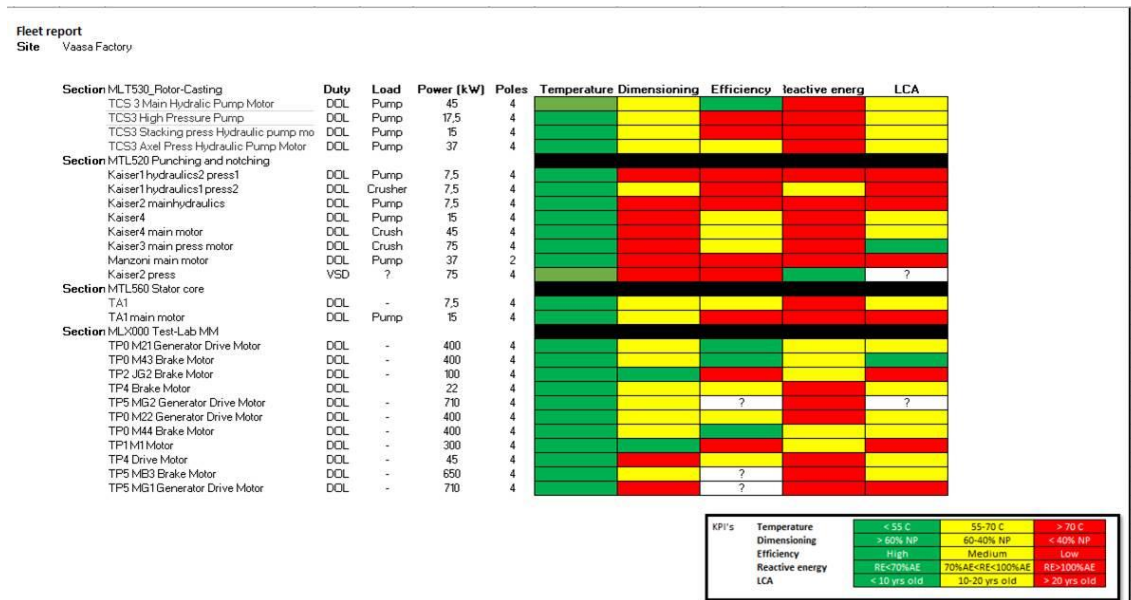 Fleet report
Site Vaasa Factory
Section MLT530_Rotor-Casting Duty Load Power (kW) Poles Temperature Dimensioning Efficiency Reactive energ LCA
TCS 3 Main Hydralic Pump Motor DOL Pump 45 4
TCS3 High Pressure Pump DOL Pump 17,5 4
TCS3 Stacking press Hydraulic pump mo DOL Pump 15 4
TCS3 Axel Press Hydraulic Pump Motor DOL Pump 37 4
Section MTL520 Punching and notching
Kaiser1 hydraulics2 press1 DOL Pump 7,5 4
Kaiser1 hydraulics1 press2 DOL Crusher 7,5 4
Kaiser2 mainhydraulics DOL Pump 7,5 4
Kaiser4 DOL Pump 15 4
Kaiser4 main motor DOL Crush 45 4
Kaiser3 main press motor DOL Crush 75 4
Manzoni main motor DOL Pump 37 2
Kaiser2 press VSD ? 75 4 ?
Section MTL560 Stator core
TA1 DOL - 7,5 4
TA1 main motor DOL Pump 15 4
Section MLX000 Test-Lab MM
TP0 M21 Generator Drive Motor DOL - 400 4
TP0 M43 Brake Motor DOL - 400 4
TP2 JG2 Brake Motor DOL - 100 4
TP4 Brake Motor DOL 22 4
TP5 MG2 Generator Drive Motor DOL - 710 4 ? ?
TP0 M22 Generator Drive Motor DOL - 400 4
TP0 M44 Brake Motor DOL - 400 4
TP1 M1 Motor DOL - 300 4
TP4 Drive Motor DOL - 45 4
TP5 MB3 Brake Motor DOL - 650 4 ?
TP5 MG1 Generator Drive Motor DOL - 710 4 ?
KPI's Temperature < 55 C 55-70 C > 70 C
Dimensioning > 60% NP 60-40% NP < 40% NP
Efficiency High Medium Low
Reactive energy RE<70%AE 70%AE<RE<100%AE RE>100%AE
LCA < 10 yrs old 10-20 yrs old > 20 yrs old